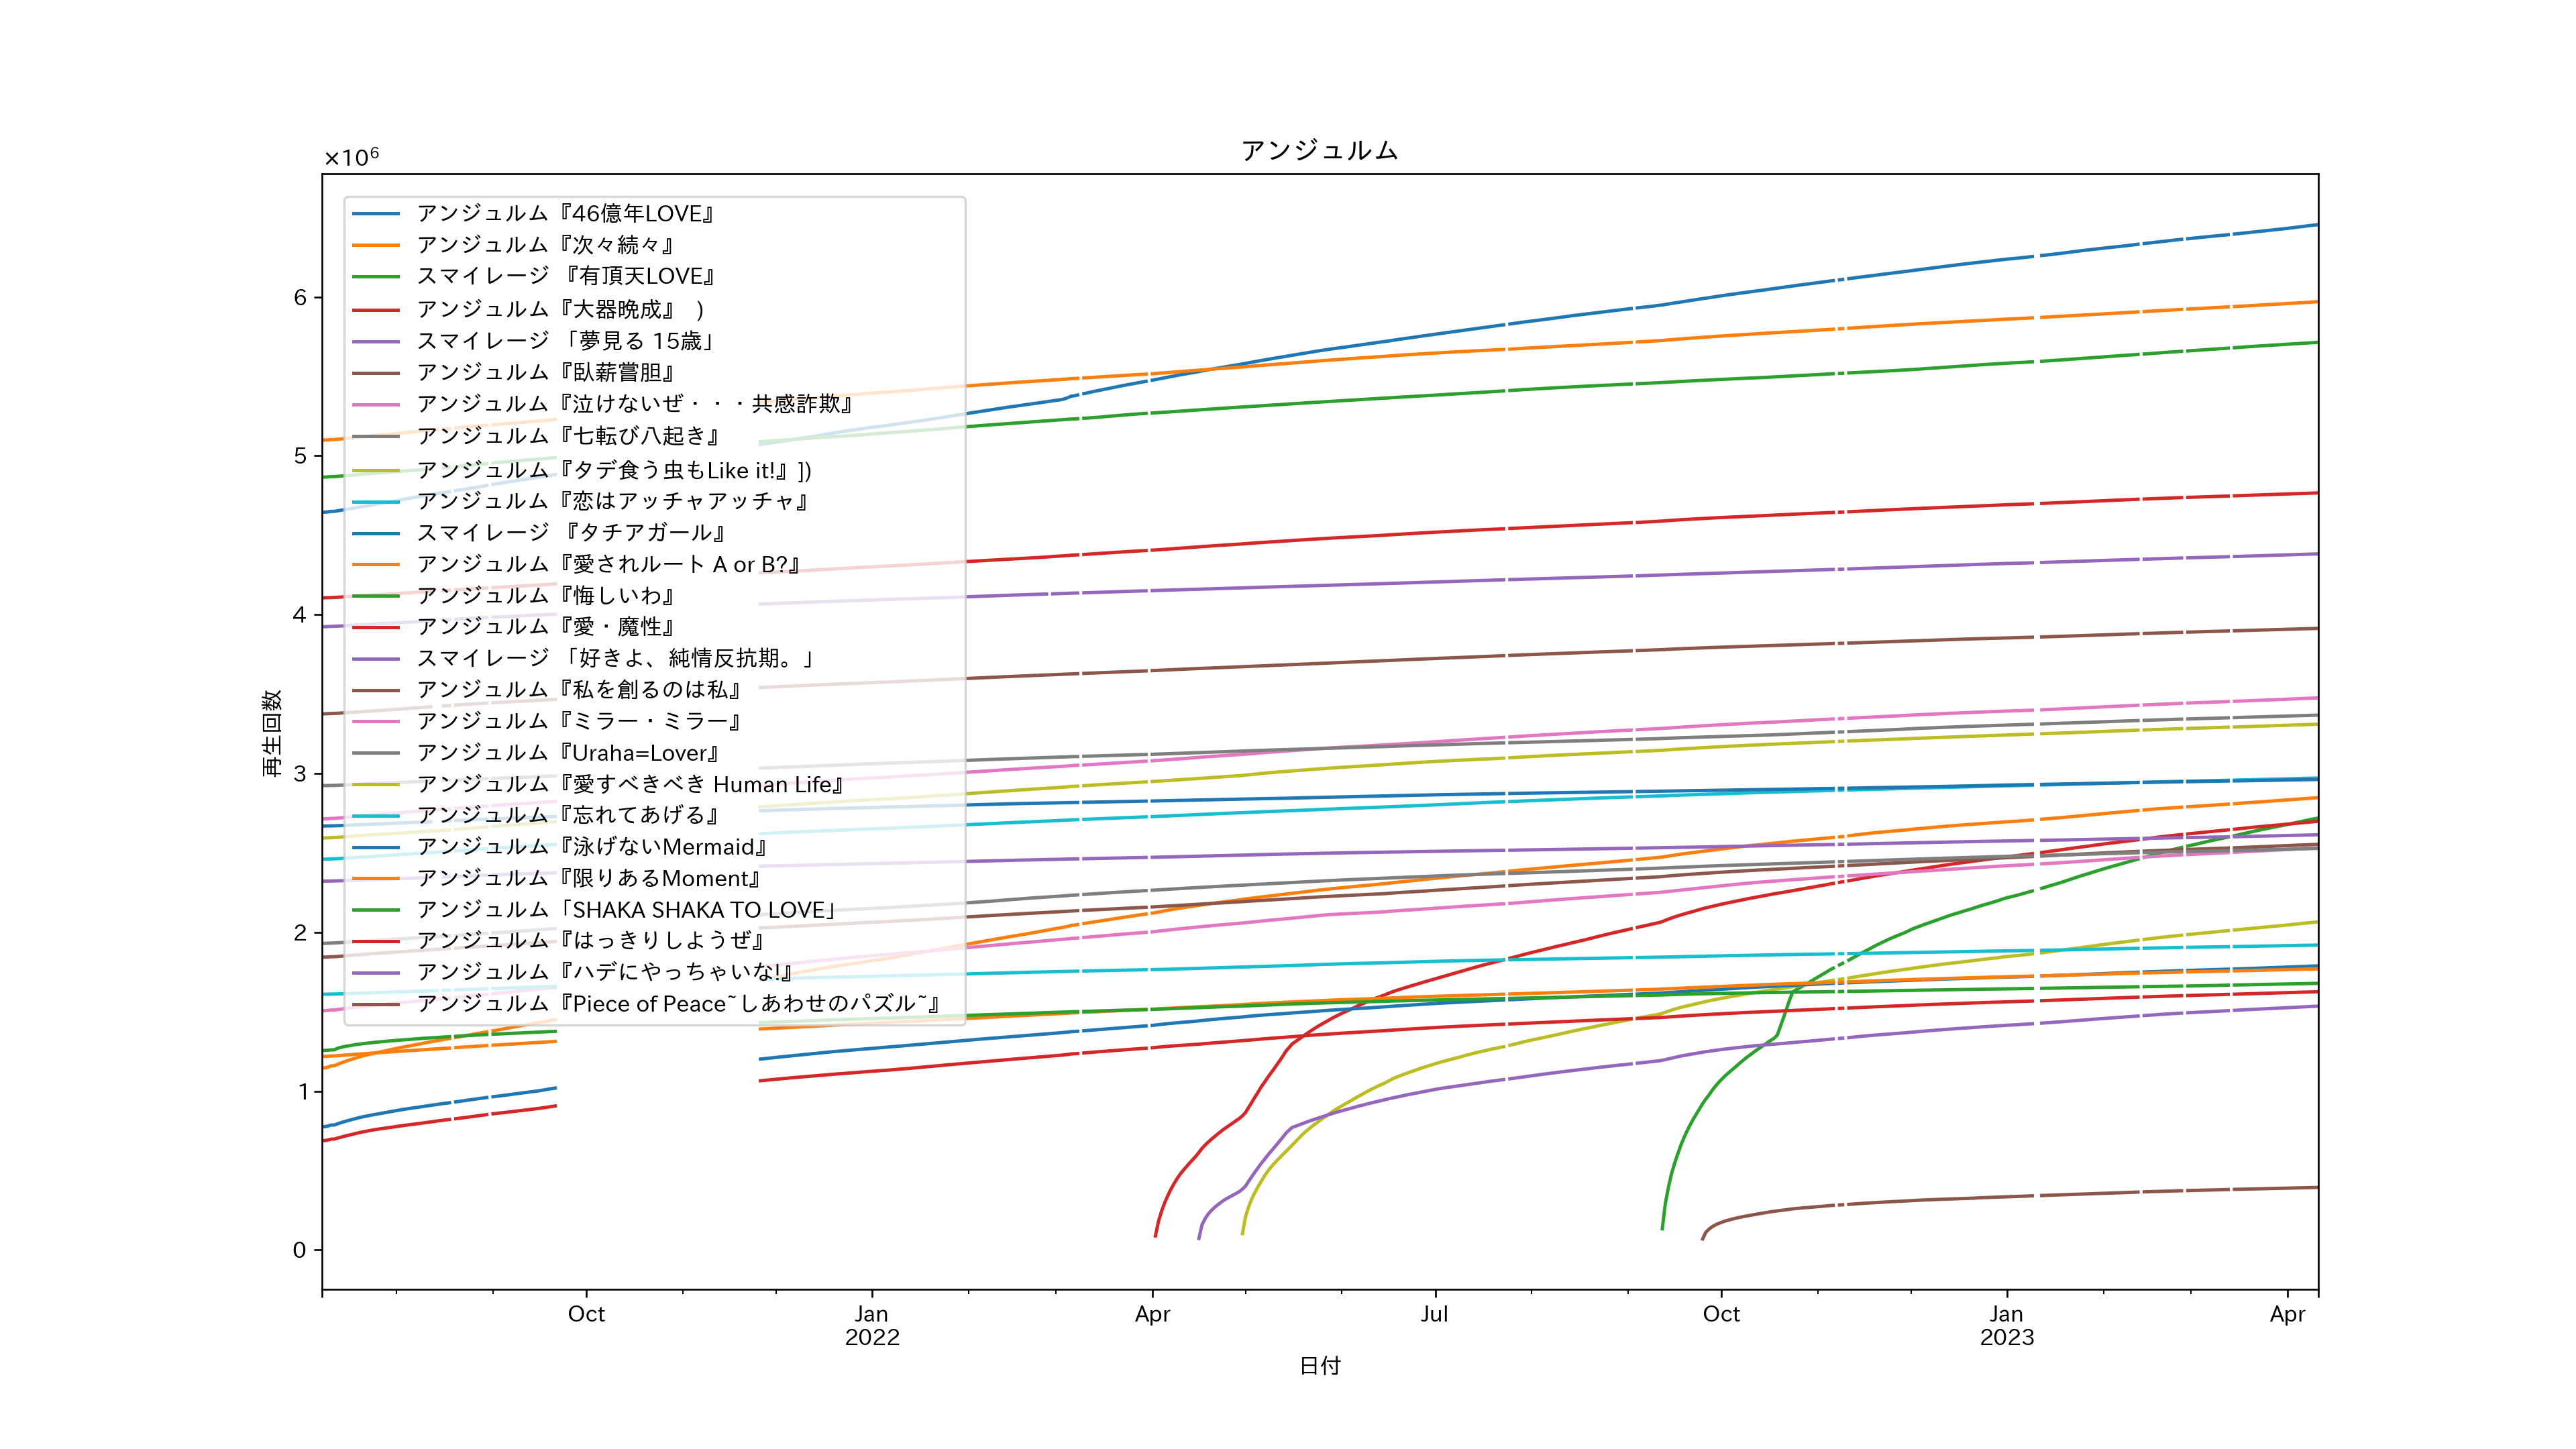 アンジュルム
×10⁶
アンジュルム『46億年LOVE』
アンジュルム『次々続々』
スマイレージ 『有頂天LOVE』
アンジュルム『大器晩成』 )
スマイレージ 「夢見る 15歳」
アンジュルム『臥薪嘗胆』
アンジュルム『泣けないぜ・・・共感詐欺』
アンジュルム『七転び八起き』
アンジュルム『タデ食う虫もLike it!』])
アンジュルム『恋はアッチャアッチャ』
スマイレージ 『タチアガール』
アンジュルム『愛されルート A or B?』
アンジュルム『悔しいわ』
アンジュルム『愛・魔性』
スマイレージ 「好きよ、純情反抗期。」
アンジュルム『私を創るのは私』
アンジュルム『ミラー・ミラー』
アンジュルム『Uraha=Lover』
アンジュルム『愛すべきべき Human Life』
アンジュルム『忘れてあげる』
アンジュルム『泳げないMermaid』
アンジュルム『限りあるMoment』
アンジュルム「SHAKA SHAKA TO LOVE」
アンジュルム『はっきりしようぜ』
アンジュルム『ハデにやっちゃいな!』
アンジュルム『Piece of Peace~しあわせのパズル~』
6
5
4
3
2
1
0
再生回数
Oct
Jan
2022
Apr
Jul
Oct
Jan
2023
Apr
日付